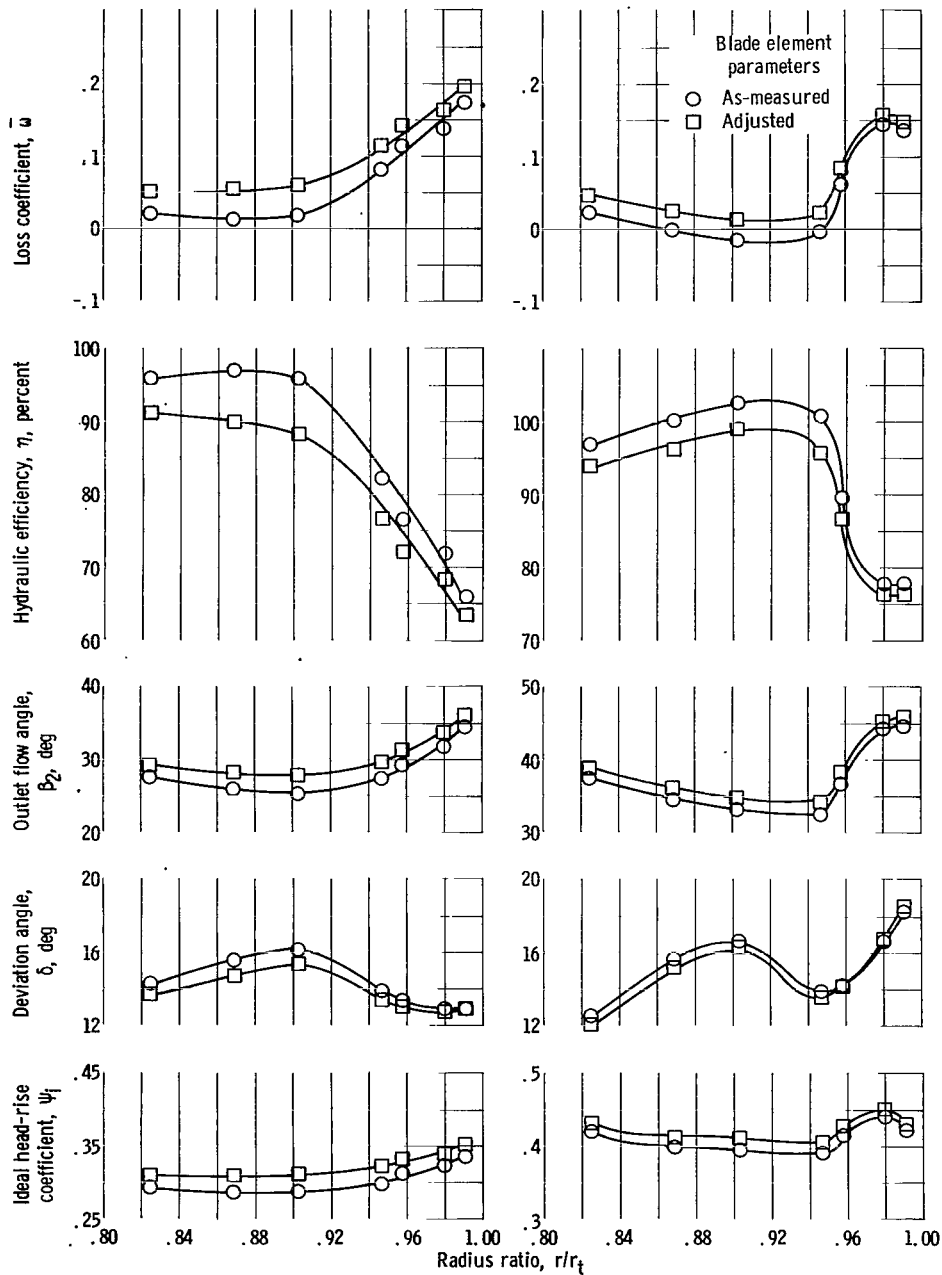 Loss coefficient, ω̄
.2
.1
0
-.1
.2
.1
0
-.1
Blade element
parameters
As-measured
Adjusted
Hydraulic efficiency, η, percent
100
90
80
70
60
100
90
80
70
Outlet flow angle,
β₂, deg
40
30
20
50
40
30
Deviation angle,
δ, deg
20
16
12
20
16
12
Ideal head-rise
coefficient, ψᵢ
.45
.35
.25
.5
.4
.3
.80 .84 .88 .92 .96 1.00 .80 .84 .88 .92 .96 1.00
Radius ratio, r/rₜ